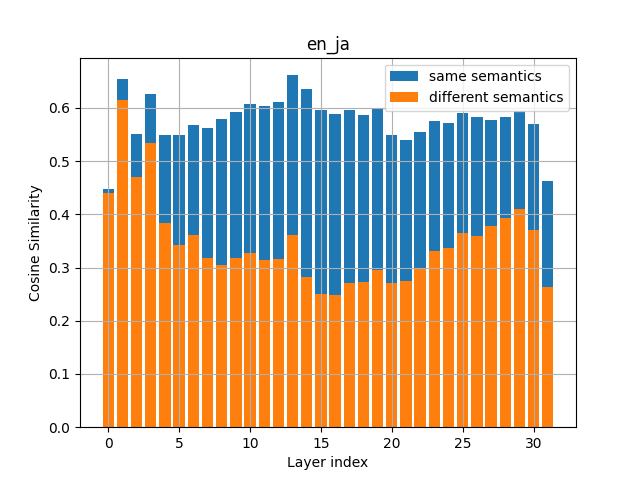 en_ja
same semantics
different semantics
Cosine Similarity
0.6
0.5
0.4
0.3
0.2
0.1
0.0
0 5 10 15 20 25 30
Layer index